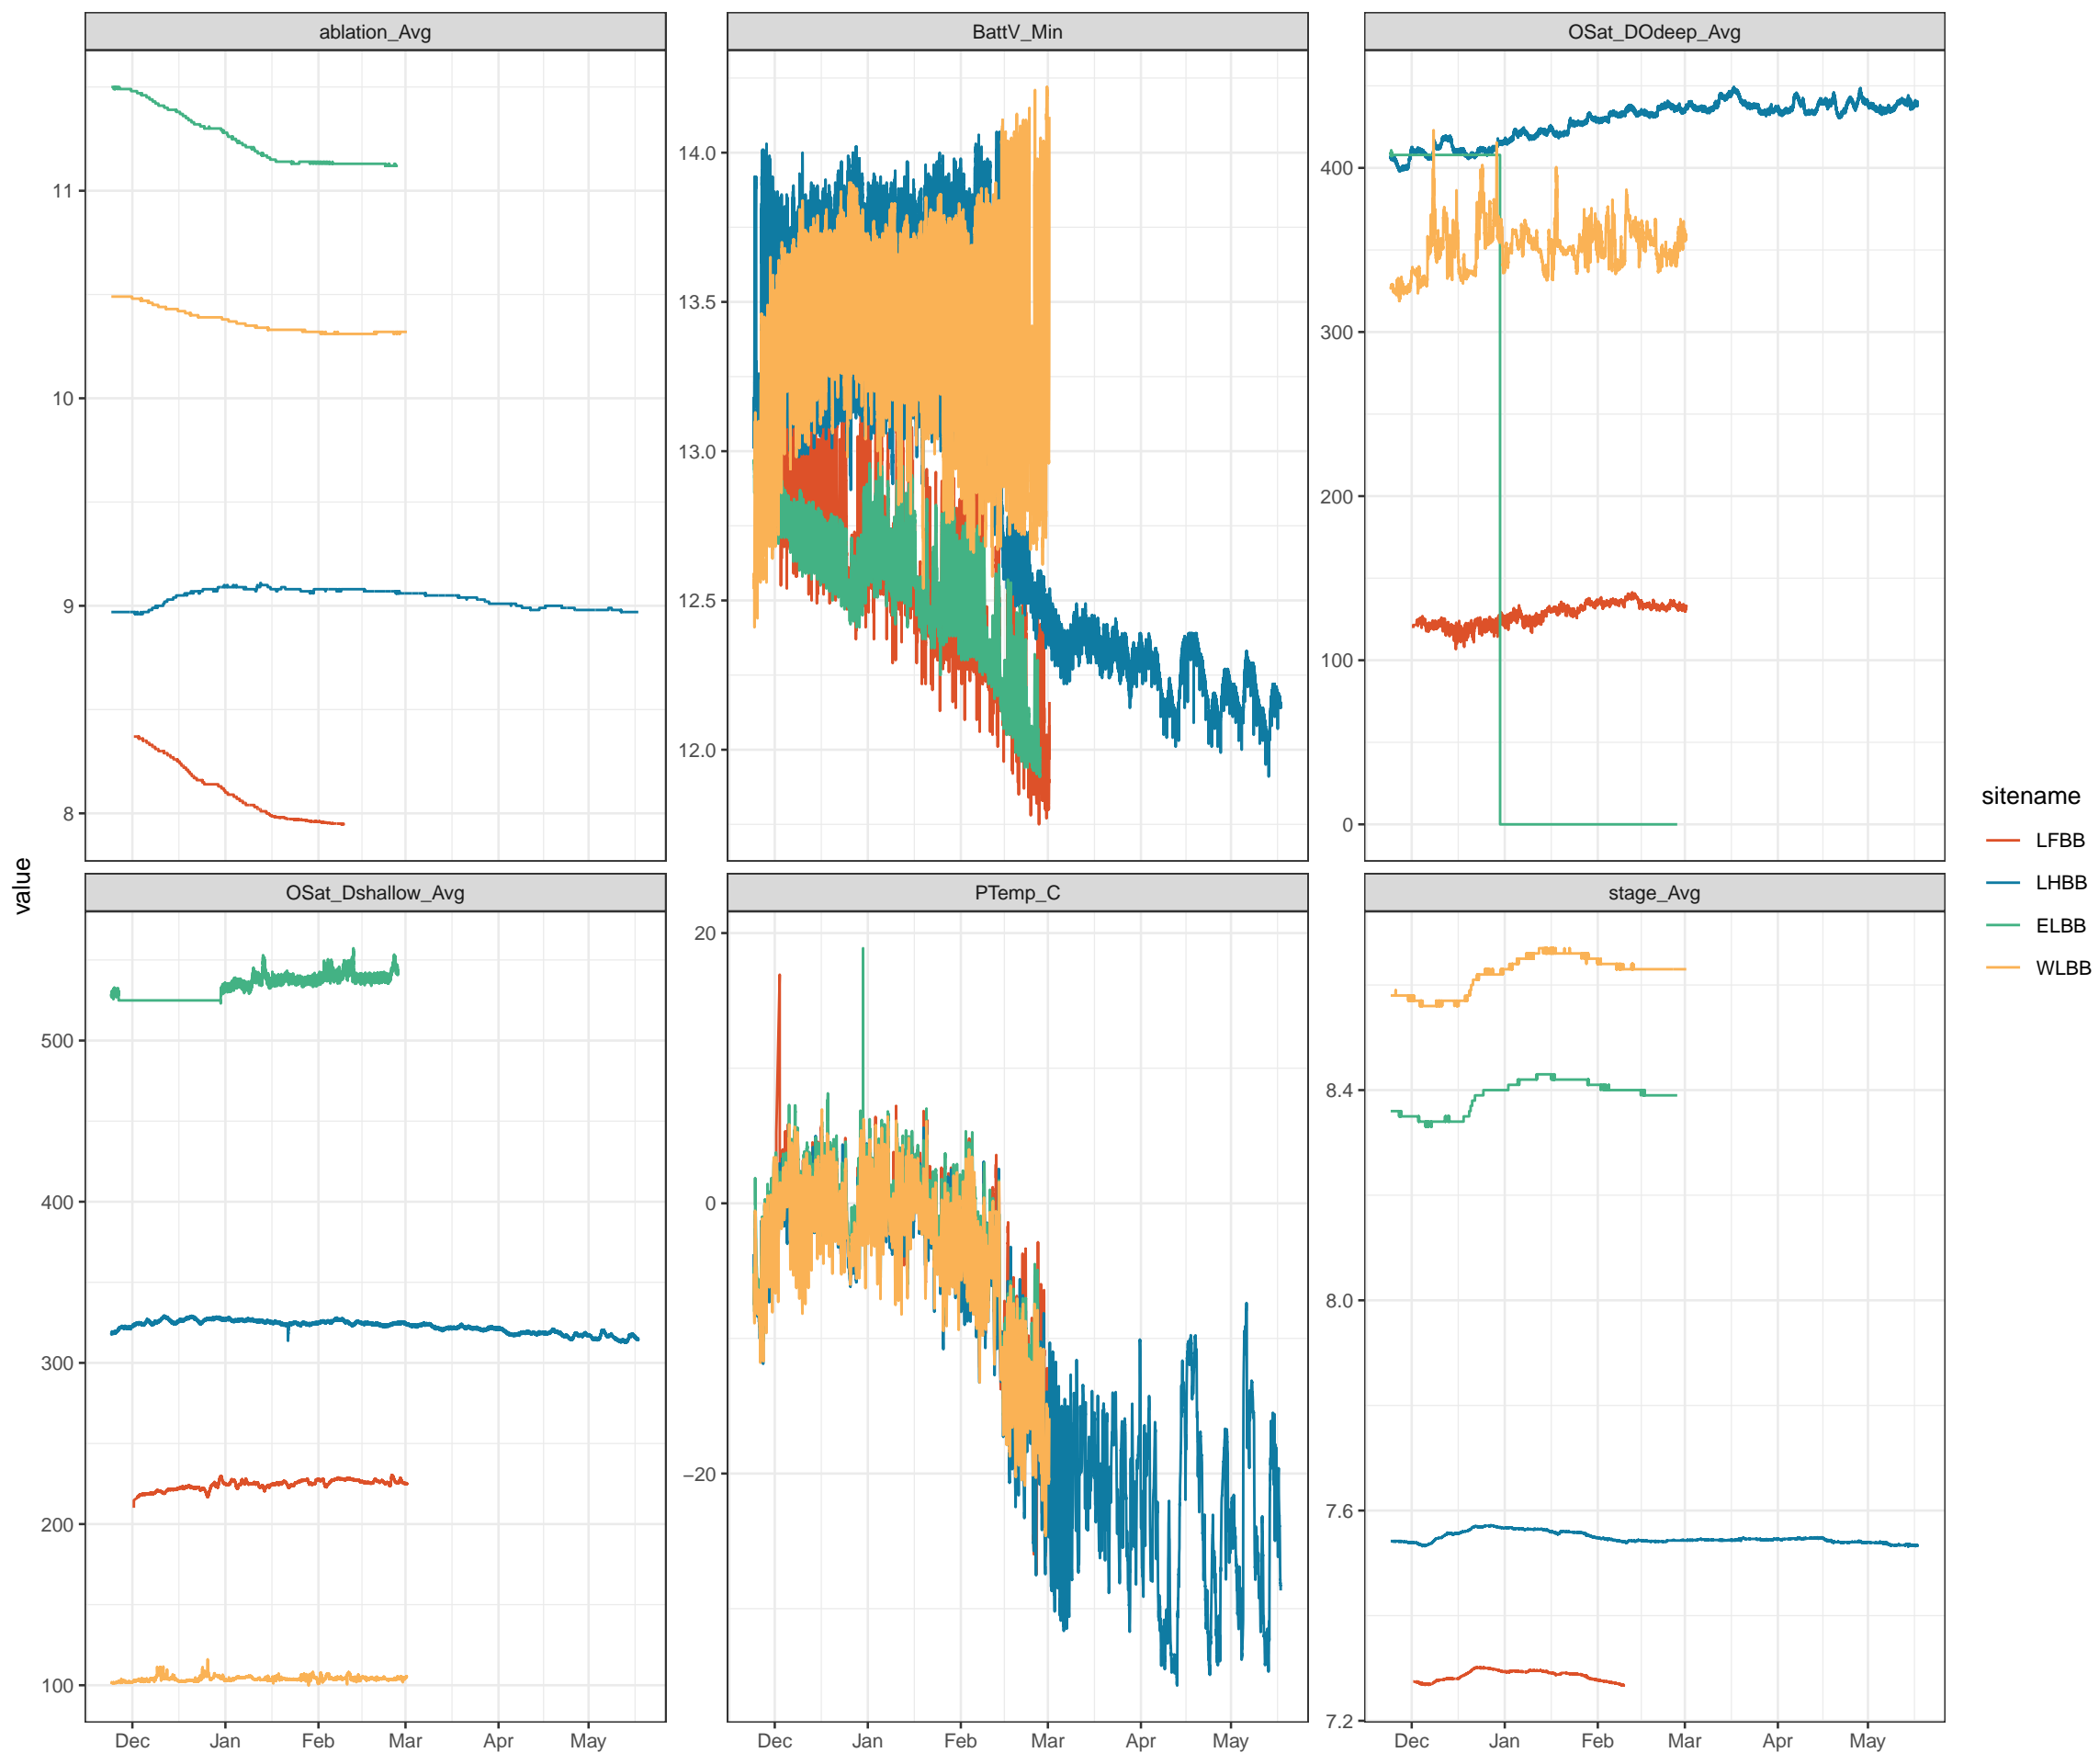 ablation_Avg
BattV_Min
OSat_DOdeep_Avg
11
10
9
8
14.0
13.5
13.0
12.5
12.0
400
300
200
100
0
value
OSat_Dshallow_Avg
PTemp_C
stage_Avg
500
400
300
200
100
20
0
−20
8.4
8.0
7.6
7.2
Dec Jan Feb Mar Apr May
Dec Jan Feb Mar Apr May
Dec Jan Feb Mar Apr May
sitename
LFBB
LHBB
ELBB
WLBB